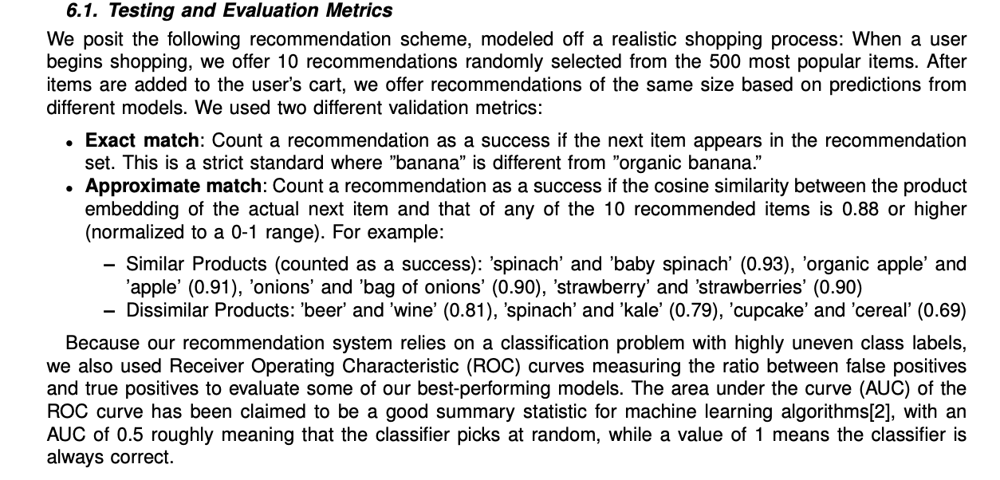 6.1. Testing and Evaluation Metrics
We posit the following recommendation scheme, modeled off a realistic shopping process: When a user
begins shopping, we offer 10 recommendations randomly selected from the 500 most popular items. After
items are added to the user's cart, we offer recommendations of the same size based on predictions from
different models. We used two different validation metrics:
• Exact match: Count a recommendation as a success if the next item appears in the recommendation
set. This is a strict standard where ”banana” is different from ”organic banana.”
• Approximate match: Count a recommendation as a success if the cosine similarity between the product
embedding of the actual next item and that of any of the 10 recommended items is 0.88 or higher
(normalized to a 0-1 range). For example:
– Similar Products (counted as a success): ’spinach’ and ’baby spinach’ (0.93), ’organic apple’ and
’apple’ (0.91), ’onions’ and ’bag of onions’ (0.90), ’strawberry’ and ’strawberries’ (0.90)
– Dissimilar Products: ’beer’ and ’wine’ (0.81), ’spinach’ and ’kale’ (0.79), ’cupcake’ and ’cereal’ (0.69)
Because our recommendation system relies on a classification problem with highly uneven class labels,
we also used Receiver Operating Characteristic (ROC) curves measuring the ratio between false positives
and true positives to evaluate some of our best-performing models. The area under the curve (AUC) of the
ROC curve has been claimed to be a good summary statistic for machine learning algorithms[2], with an
AUC of 0.5 roughly meaning that the classifier picks at random, while a value of 1 means the classifier is
always correct.